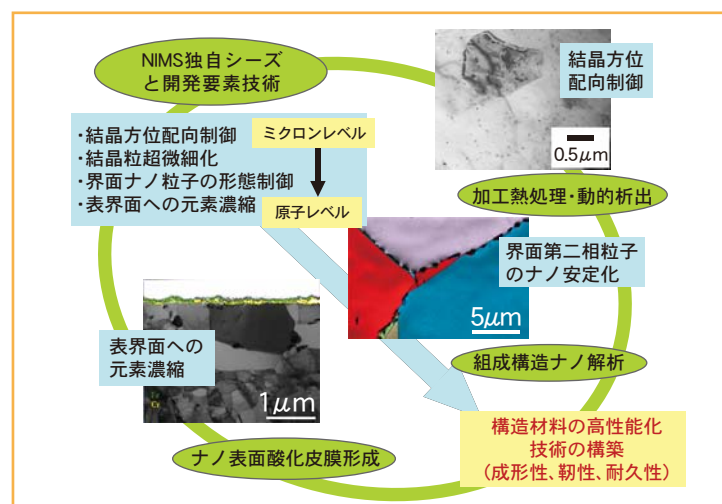 NIMS独自シーズ
と開発要素技術
・結晶方位配向制御
・結晶粒超微細化
・界面ナノ粒子の形態制御
・表界面への元素濃縮
ミクロンレベル
原子レベル
結晶方位
配向制御
0.5μm
加工熱処理・動的析出
界面第二相粒子
のナノ安定化
5μm
組成構造ナノ解析
表界面への
元素濃縮
1μm
ナノ表面酸化皮膜形成
構造材料の高性能化
技術の構築
(成形性、靭性、耐久性)